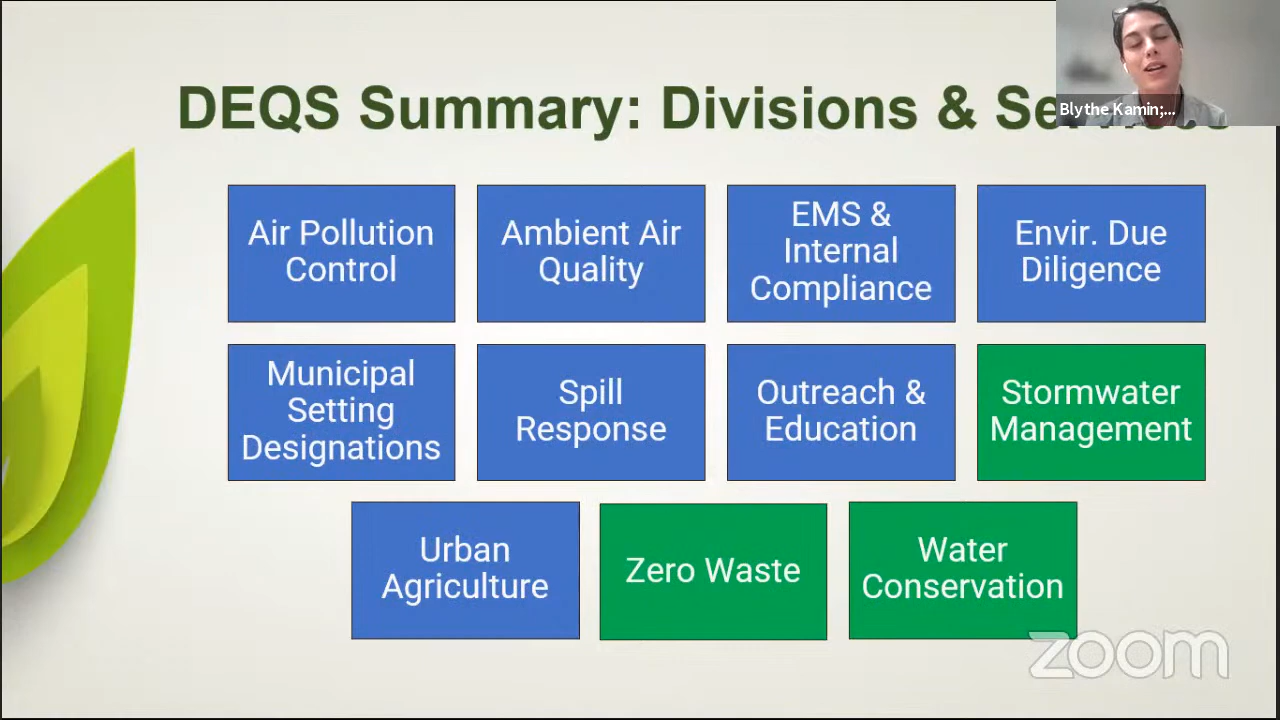 DEQS Summary: Divisions &
Blythe Kamin;...
Air Pollution
Control
Ambient Air
Quality
EMS &
Internal
Compliance
Envir. Due
Diligence
Municipal
Setting
Designations
Spill
Response
Outreach &
Education
Stormwater
Management
Urban
Agriculture
Zero Waste
Water
Conservation
zoom